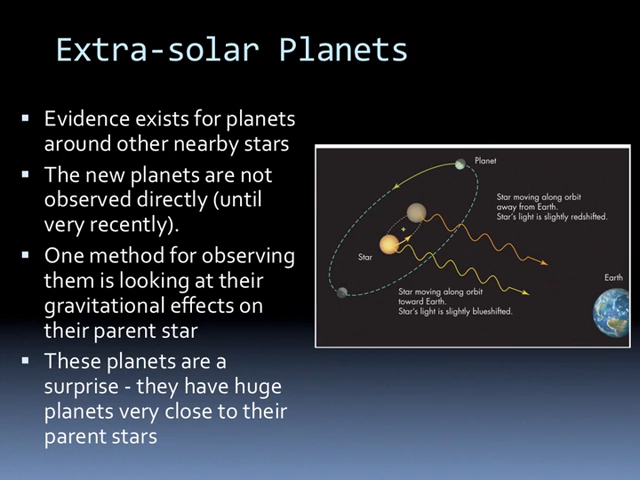 Extra-solar Planets
▪ Evidence exists for planets
around other nearby stars
▪ The new planets are not
observed directly (until
very recently).
▪ One method for observing
them is looking at their
gravitational effects on
their parent star
▪ These planets are a
surprise - they have huge
planets very close to their
parent stars
Planet
Star moving along orbit
away from Earth.
Star's light is slightly redshifted.
Star
Earth
Star moving along orbit
toward Earth.
Star's light is slightly blueshifted.